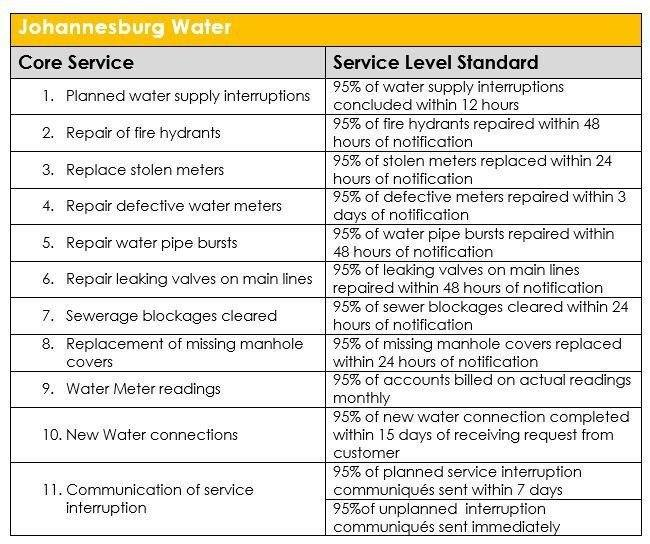 Johannesburg Water
Core Service
Service Level Standard
1. Planned water supply interruptions
95% of water supply interruptions
concluded within 12 hours
2. Repair of fire hydrants
95% of fire hydrants repaired within 48
hours of notification
3. Replace stolen meters
95% of stolen meters replaced within 24
hours of notification
4. Repair defective water meters
95% of defective meters repaired within 3
days of notification
5. Repair water pipe bursts
95% of water pipe bursts repaired within
48 hours of notification
6. Repair leaking valves on main lines
95% of leaking valves on main lines
repaired within 48 hours of notification
7. Sewerage blockages cleared
95% of sewer blockages cleared within 24
hours of notification
8. Replacement of missing manhole
covers
95% of missing manhole covers replaced
within 24 hours of notification
9. Water Meter readings
95% of accounts billed on actual readings
monthly
10. New Water connections
95% of new water connection completed
within 15 days of receiving request from
customer
11. Communication of service
interruption
95% of planned service interruption
communiqués sent within 7 days
95%of unplanned interruption
communiqués sent immediately